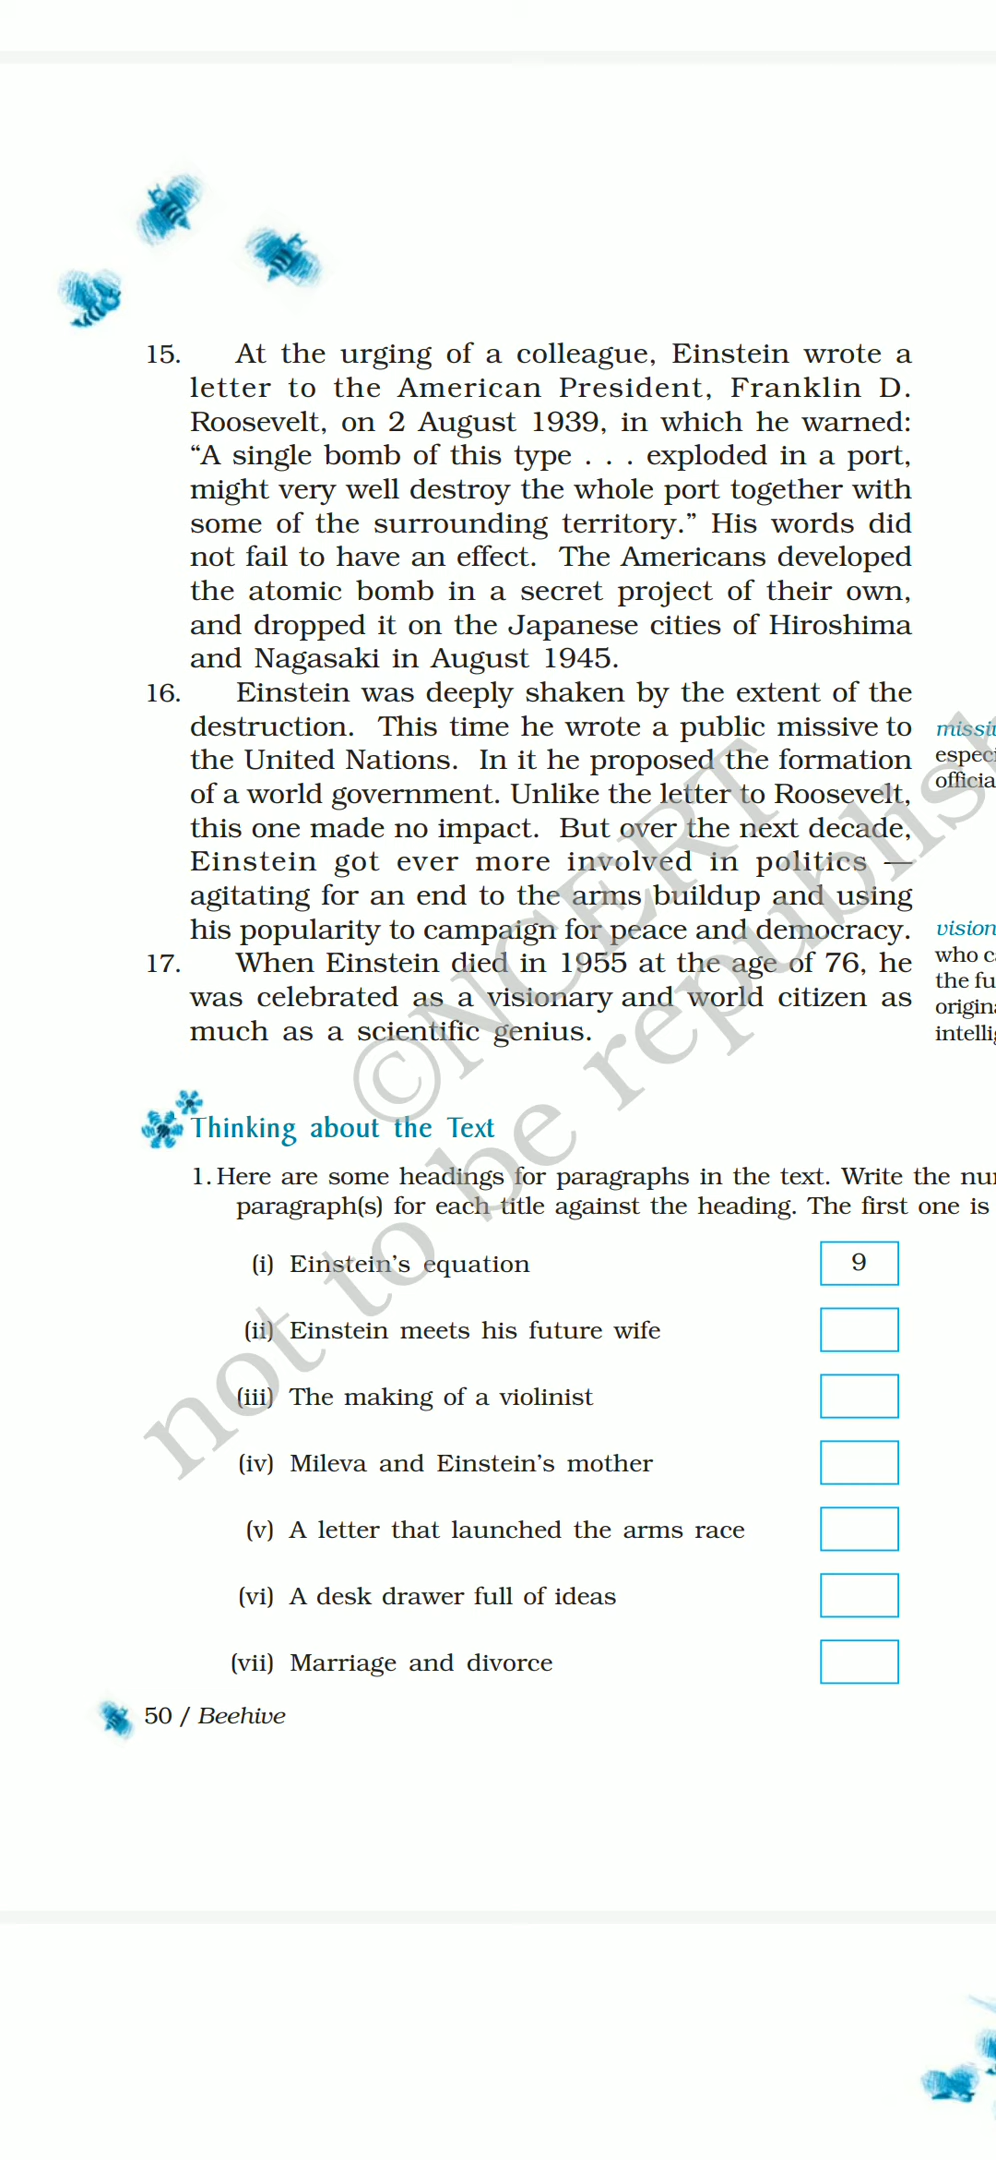 15. At the urging of a colleague, Einstein wrote a
letter to the American President, Franklin D.
Roosevelt, on 2 August 1939, in which he warned:
“A single bomb of this type . . . exploded in a port,
might very well destroy the whole port together with
some of the surrounding territory.” His words did
not fail to have an effect. The Americans developed
the atomic bomb in a secret project of their own,
and dropped it on the Japanese cities of Hiroshima
and Nagasaki in August 1945.
16. Einstein was deeply shaken by the extent of the
destruction. This time he wrote a public missive to
the United Nations. In it he proposed the formation
of a world government. Unlike the letter to Roosevelt,
this one made no impact. But over the next decade,
Einstein got ever more involved in politics —
agitating for an end to the arms buildup and using
his popularity to campaign for peace and democracy.
17. When Einstein died in 1955 at the age of 76, he
was celebrated as a visionary and world citizen as
much as a scientific genius.
who
the
©NCERT
not to be republish
Thinking about the Text
1. Here are some headings for paragraphs in the text. Write the
paragraph(s) for each title against the heading. The first one is
(i) Einstein’s equation 9
(ii) Einstein meets his future wife
(iii) The making of a violinist
(iv) Mileva and Einstein’s mother
(v) A letter that launched the arms race
(vi) A desk drawer full of ideas
(vii) Marriage and divorce
50 / Beehive